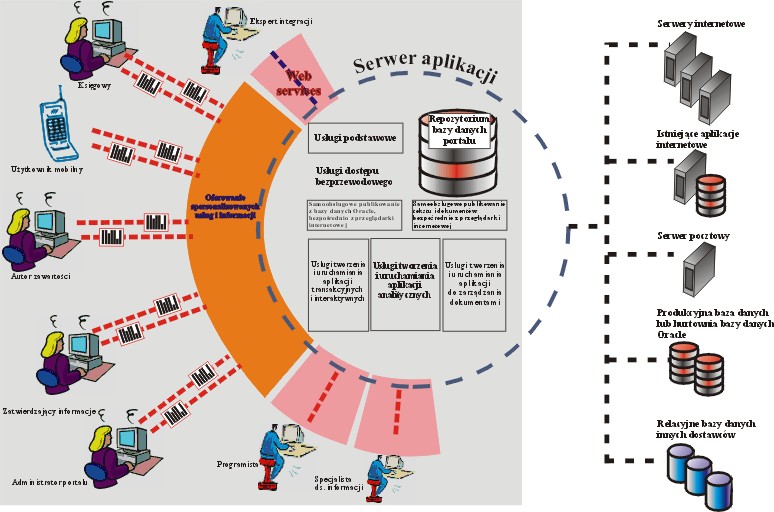 Ekspert integracji
Księgowy
Użytkownik mobilny
Autor zawartości
Zatwierdzający informacje
Administrator portalu
Programista
Specjalista
ds. informacji
Oferowanie
spersonalizowanych
usług i informacji
Web
services
Serwer aplikacji
Usługi podstawowe
Repozytorium
bazy danych
portalu
Usługi dostępu
bezprzewodowego
Samoobsługowe publikowanie
z bazy danych Oracle,
bezpośrednio z przeglądarki
internetowej
Samoobsługowe publikowanie
tekstu i dokumentów
bezpośrednie z przeglądarki
internetowej
Usługi tworzenia
i uruchamiania
aplikacji
transakcyjnych
i interaktywnych
Usługi tworzenia
i uruchamiania
aplikacji
analitycznych
Usługi tworzenia
i uruchamiania
aplikacji
do zarządzania
dokumentami
Serwery internetowe
Istniejące aplikacje
internetowe
Serwer pocztowy
Produkcyjna baza danych
lub hurtownia bazy danych
Oracle
Relacyjne bazy danych
innych dostawców